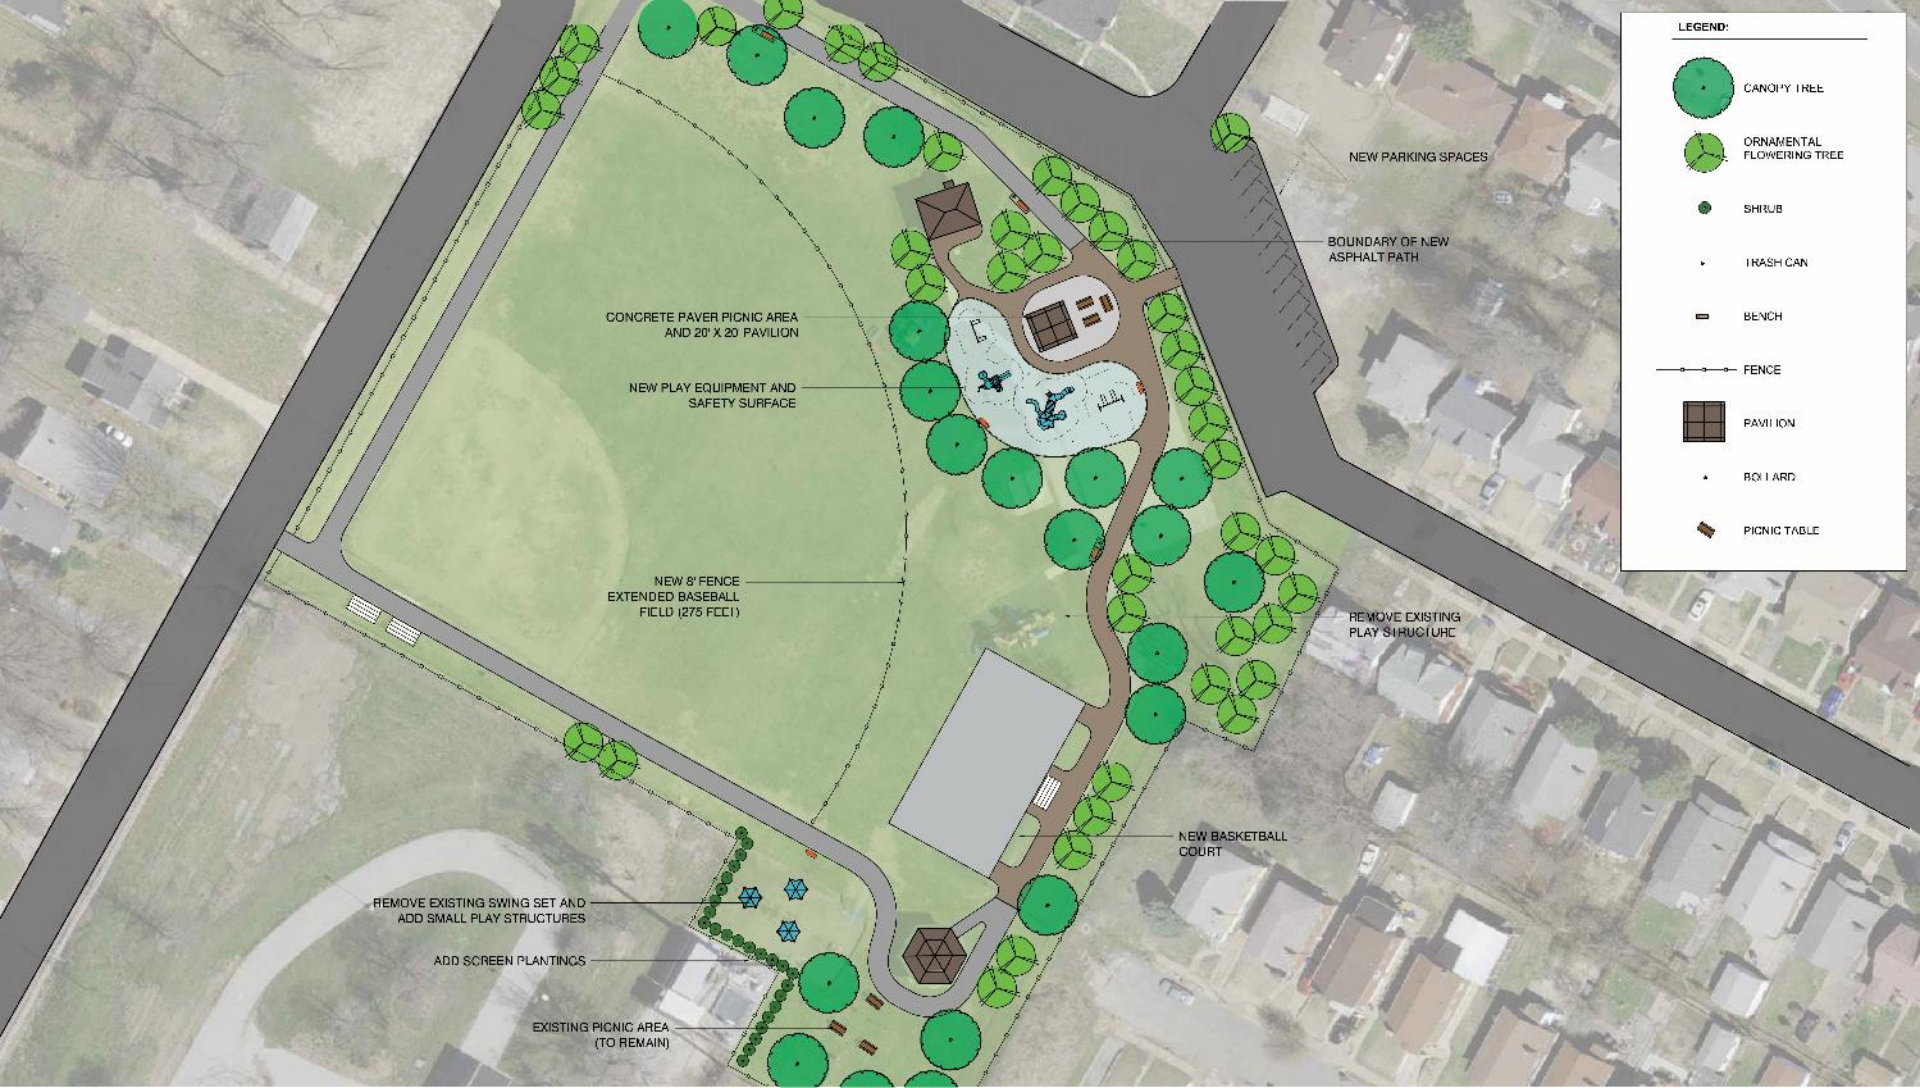 LEGEND:
CANOPY TREE
ORNAMENTAL
FLOWERING TREE
SHRUB
TRASH CAN
BENCH
FENCE
PAVILION
BOLLARD
PICNIC TABLE
NEW PARKING SPACES
BOUNDARY OF NEW
ASPHALT PATH
CONCRETE PAVER PICNIC AREA
AND 20' X 20' PAVILION
NEW PLAY EQUIPMENT AND
SAFETY SURFACE
NEW 8' FENCE
EXTENDED BASEBALL
FIELD (275 FEET)
REMOVE EXISTING
PLAY STRUCTURE
NEW BASKETBALL
COURT
REMOVE EXISTING SWING SET AND
ADD SMALL PLAY STRUCTURES
ADD SCREEN PLANTINGS
EXISTING PICNIC AREA
(TO REMAIN)